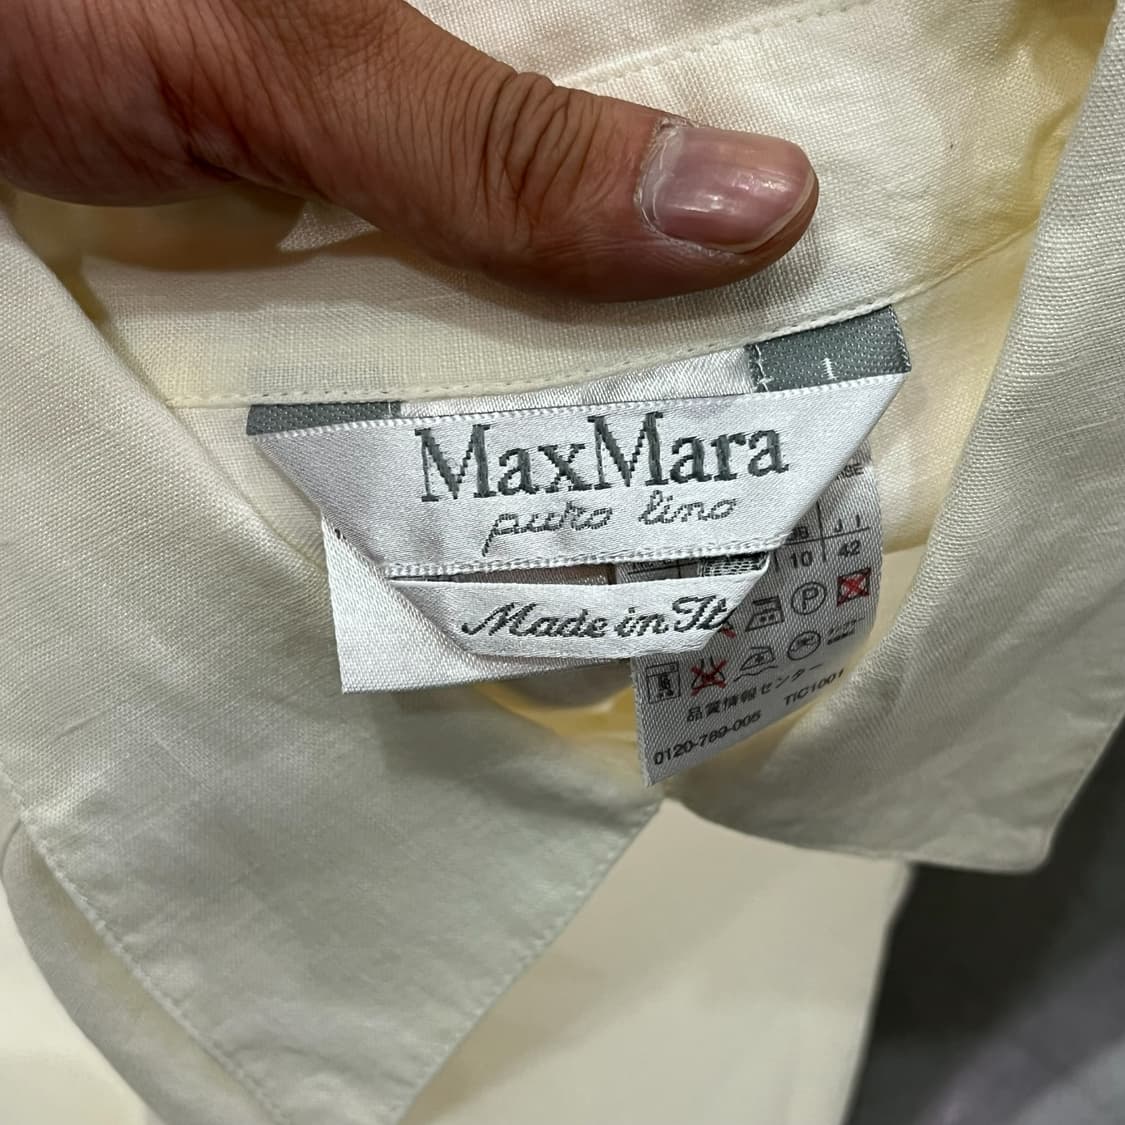 MaxMara
puro lino
Made in It
J I
10 42
P
品質情報センター TIC1001
0120-789-005